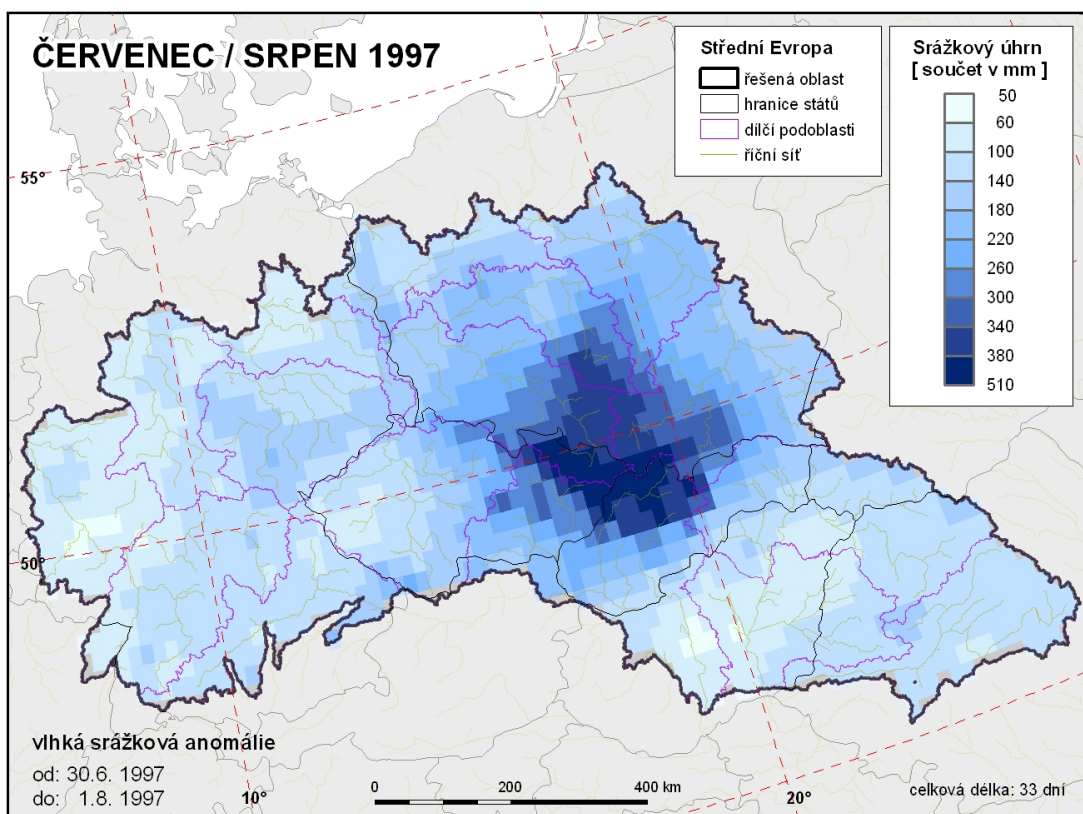 ČERVENEC / SRPEN 1997
Střední Evropa
řešená oblast
hranice států
dílčí podoblasti
říční síť
Srážkový úhrn
[ součet v mm ]
50
60
100
140
180
220
260
300
340
380
510
55°
50°
vlhká srážková anomálie
od: 30.6. 1997
do: 1.8. 1997
10°
0 200 400 km
20°
celková délka: 33 dní